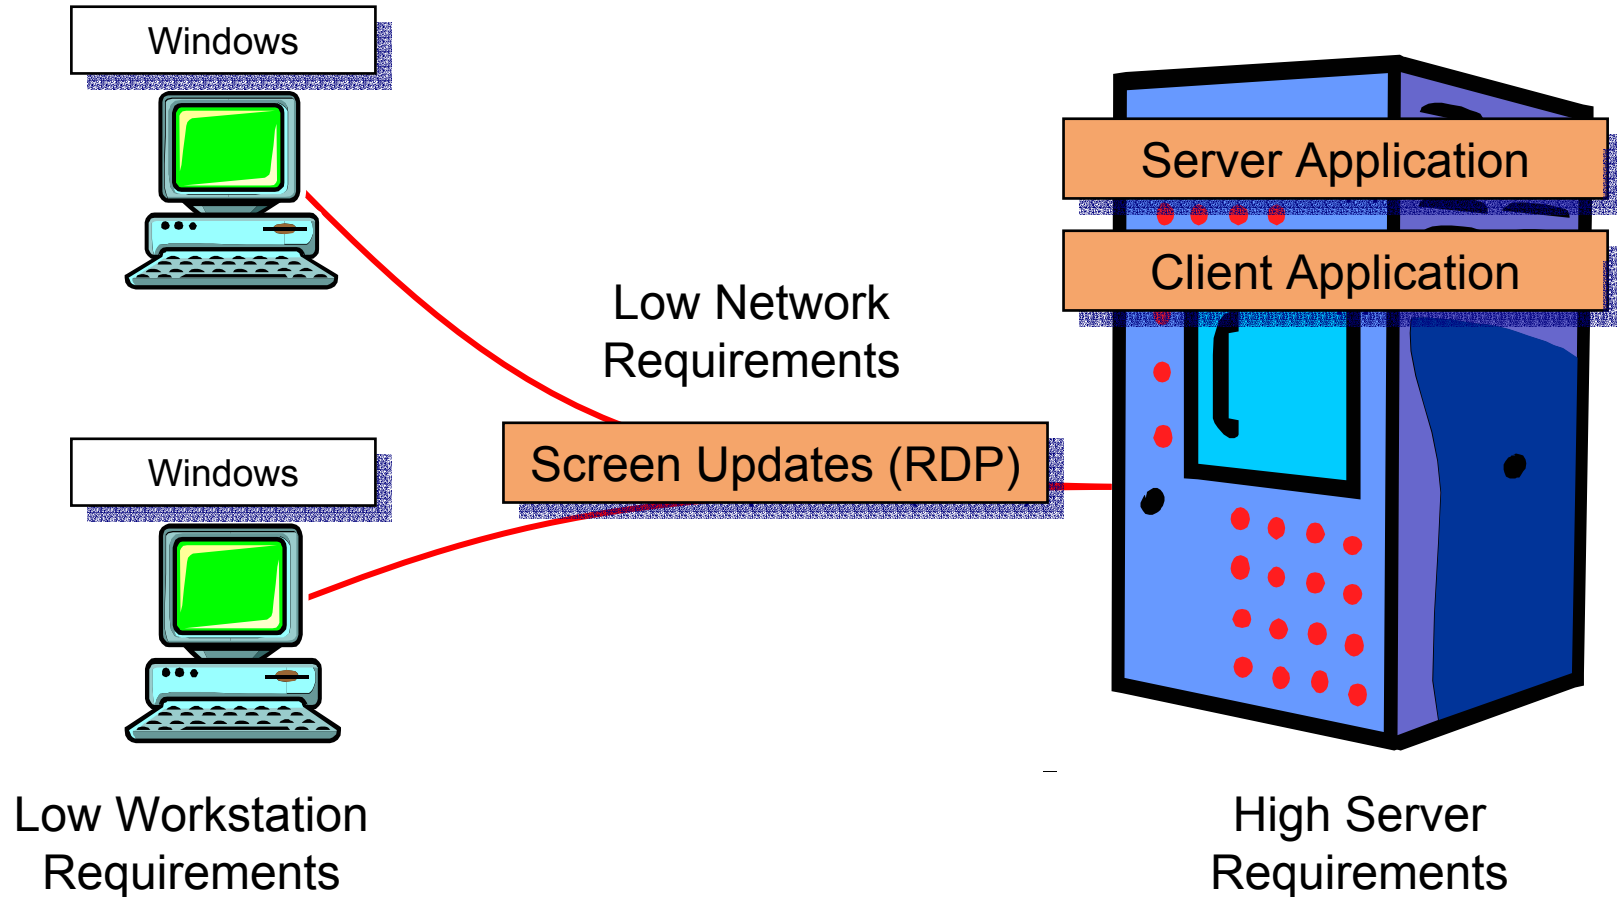 Windows
Server Application
Client Application
Low Network
Requirements
Windows
Screen Updates (RDP)
Low Workstation
Requirements
High Server
Requirements